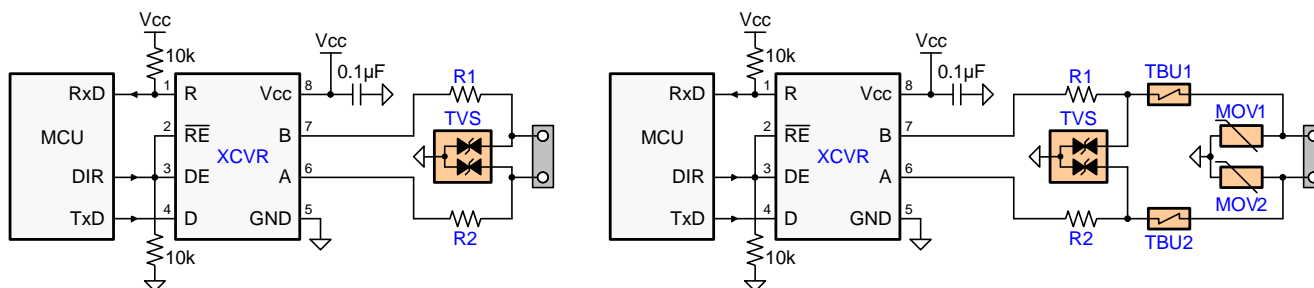 Vcc
10k
Vcc
0.1µF
RxD
MCU
DIR
TxD
1
2
3
4
R
RE
DE
D
XCVR
Vcc
B
A
GND
8
7
6
5
R1
TVS
R2
10k
Vcc
10k
Vcc
0.1µF
RxD
MCU
DIR
TxD
1
2
3
4
R
RE
DE
D
XCVR
Vcc
B
A
GND
8
7
6
5
R1
TVS
R2
TBU1
MOV1
MOV2
TBU2
10k